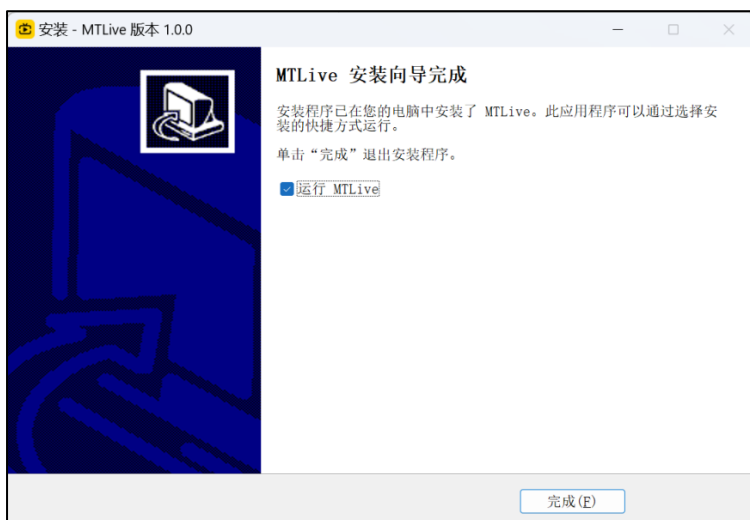 安装 - MTLive 版本 1.0.0
MTLive 安装向导完成
安装程序已在您的电脑中安装了 MTLive。此应用程序可以通过选择安
装的快捷方式运行。
单击“完成”退出安装程序。
运行 MTLive
完成(F)